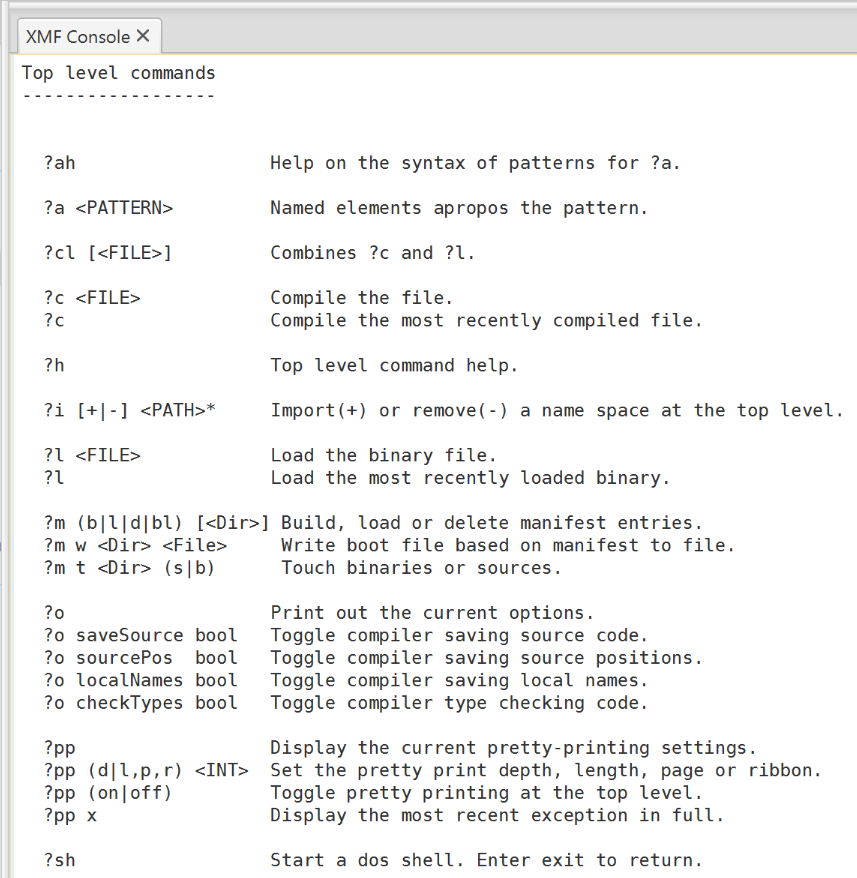 XMF Console
Top level commands
------------------
?ah                   Help on the syntax of patterns for ?a.
?a <PATTERN>          Named elements apropos the pattern.
?cl [<FILE>]          Combines ?c and ?l.
?c <FILE>             Compile the file.
?c                    Compile the most recently compiled file.
?h                    Top level command help.
?i [+|-] <PATH>*      Import(+) or remove(-) a name space at the top level.
?l <FILE>             Load the binary file.
?l                    Load the most recently loaded binary.
?m (b|l|d|bl) [<Dir>] Build, load or delete manifest entries.
?m w <Dir> <File>     Write boot file based on manifest to file.
?m t <Dir> (s|b)      Touch binaries or sources.
?o                    Print out the current options.
?o saveSource bool    Toggle compiler saving source code.
?o sourcePos  bool    Toggle compiler saving source positions.
?o localNames bool    Toggle compiler saving local names.
?o checkTypes bool    Toggle compiler type checking code.
?pp                   Display the current pretty-printing settings.
?pp (d|l,p,r) <INT>   Set the pretty print depth, length, page or ribbon.
?pp (on|off)          Toggle pretty printing at the top level.
?pp x                 Display the most recent exception in full.
?sh                   Start a dos shell. Enter exit to return.